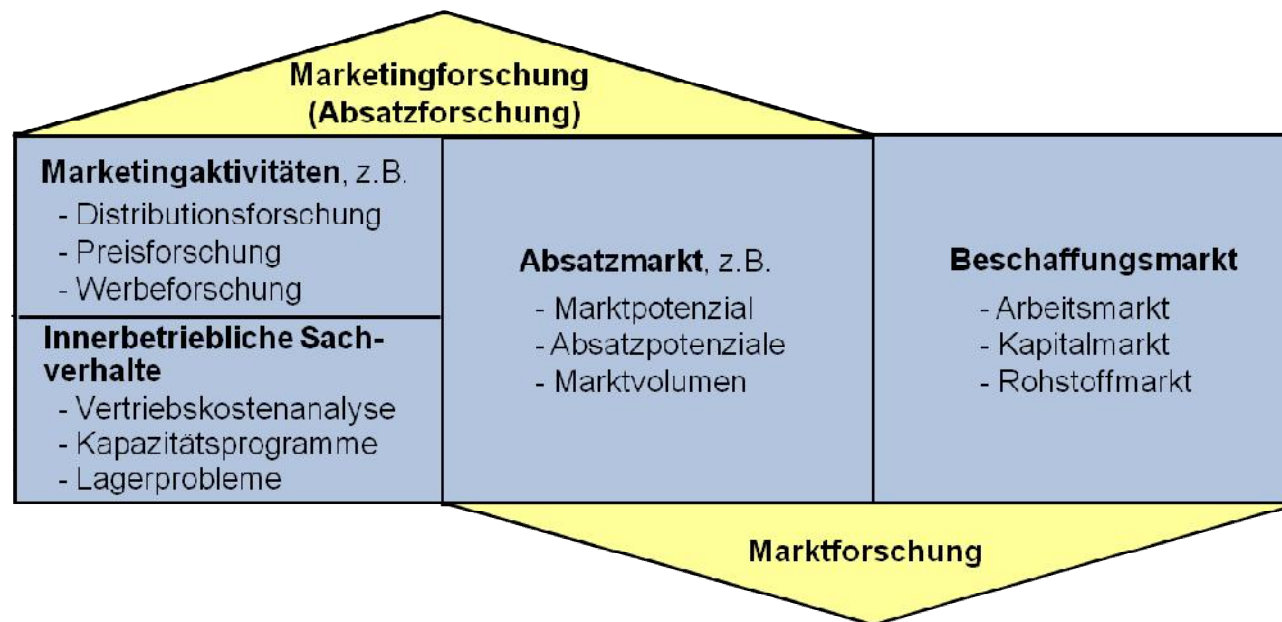 Marketingforschung
(Absatzforschung)
Marketingaktivitäten, z.B.
- Distributionsforschung
- Preisforschung
- Werbeforschung
Innerbetriebliche Sach-
verhalte
- Vertriebskostenanalyse
- Kapazitätsprogramme
- Lagerprobleme
Absatzmarkt, z.B.
- Marktpotenzial
- Absatzpotenziale
- Marktvolumen
Beschaffungsmarkt
- Arbeitsmarkt
- Kapitalmarkt
- Rohstoffmarkt
Marktforschung